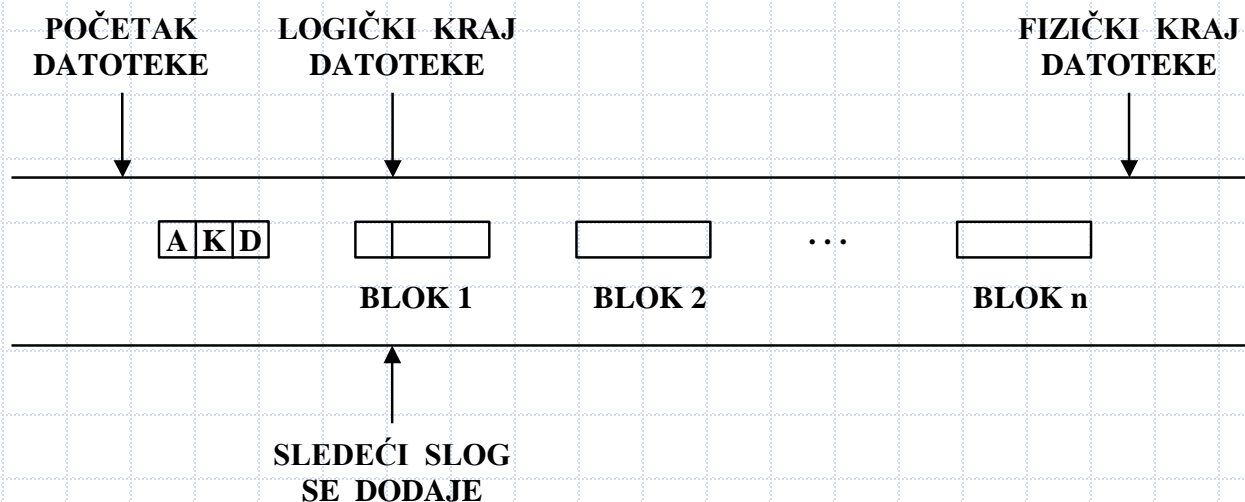 POČETAK
DATOTEKE
LOGIČKI KRAJ
DATOTEKE
FIZIČKI KRAJ
DATOTEKE
A K D
...
BLOK 1
BLOK 2
BLOK n
SLEDEĆI SLOG
SE DODAJE